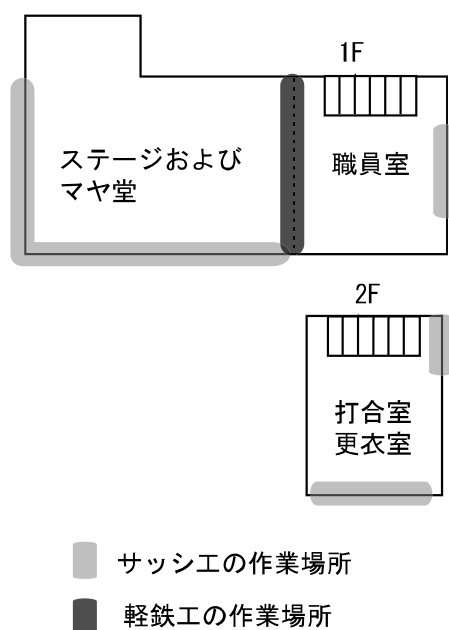 1F
ステージおよび
マヤ堂
職員室
2F
打合室
更衣室
サッシ工の作業場所
軽鉄工の作業場所